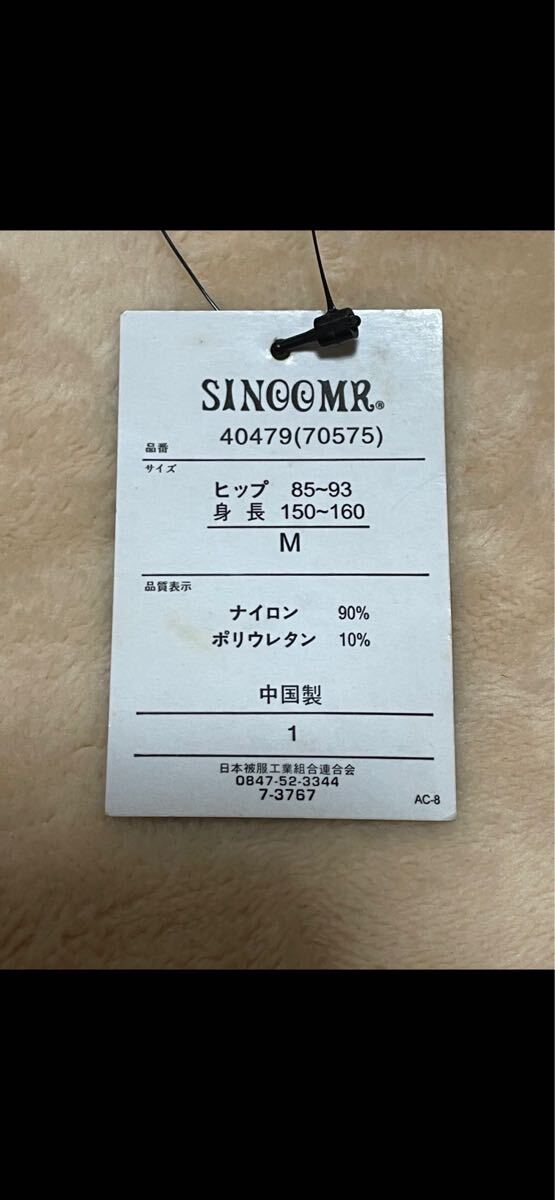 SINCOMR®
品番 40479(70575)
サイズ
ヒップ 85~93
身長 150~160
M
品質表示
ナイロン 90%
ポリウレタン 10%
中国製
1
日本被服工業組合連合会
0847-52-3344
7-3767
AC-8